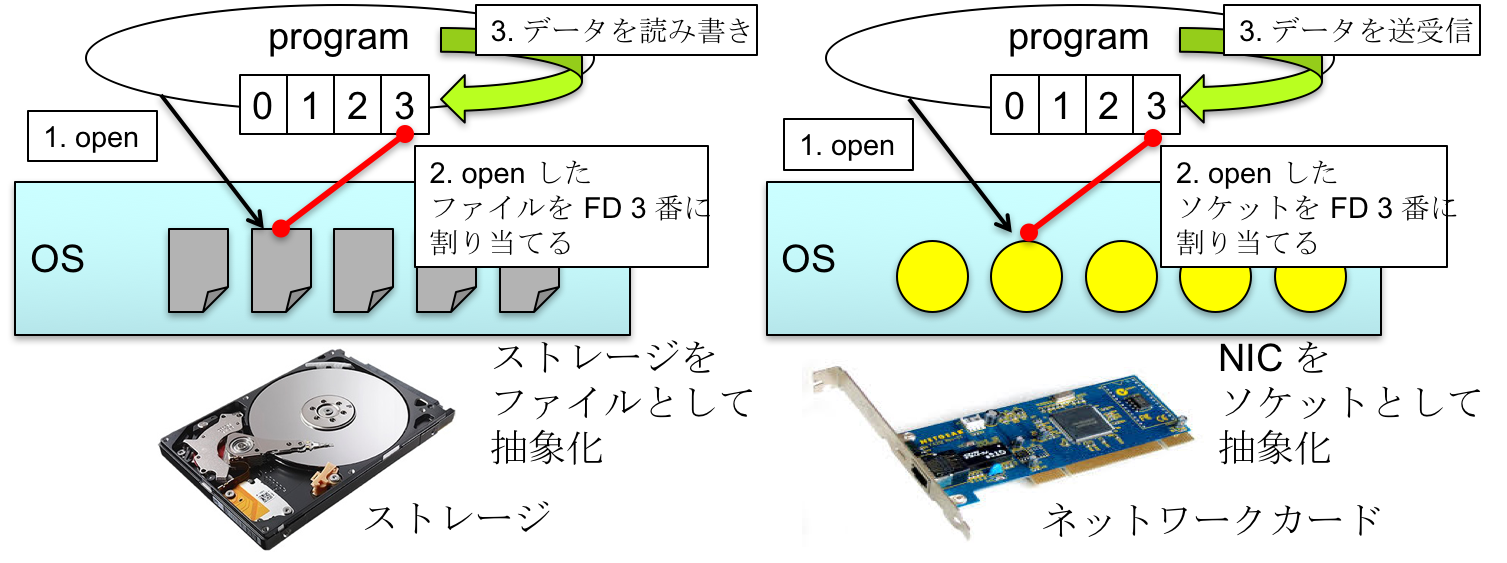 program
3. データを読み書き
0 1 2 3
1. open
2. open した
ファイルを FD 3 番に
割り当てる
OS
ストレージを
ファイルとして
抽象化
ストレージ
program
3. データを送受信
0 1 2 3
1. open
2. open した
ソケットを FD 3 番に
割り当てる
OS
NIC を
ソケットとして
抽象化
NETGEAR
ネットワークカード